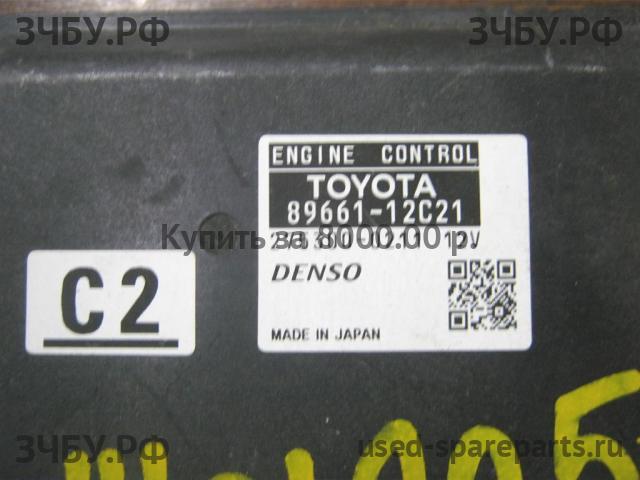 ЗЧБУ.РФ
ЗЧБУ.РФ
ENGINE CONTROL
TOYOTA
89661-12C21
Купить за 8000.00 р.
12V
DENSO
C2
MADE IN JAPAN
ЗЧБУ.РФ
used-spareparts.ru